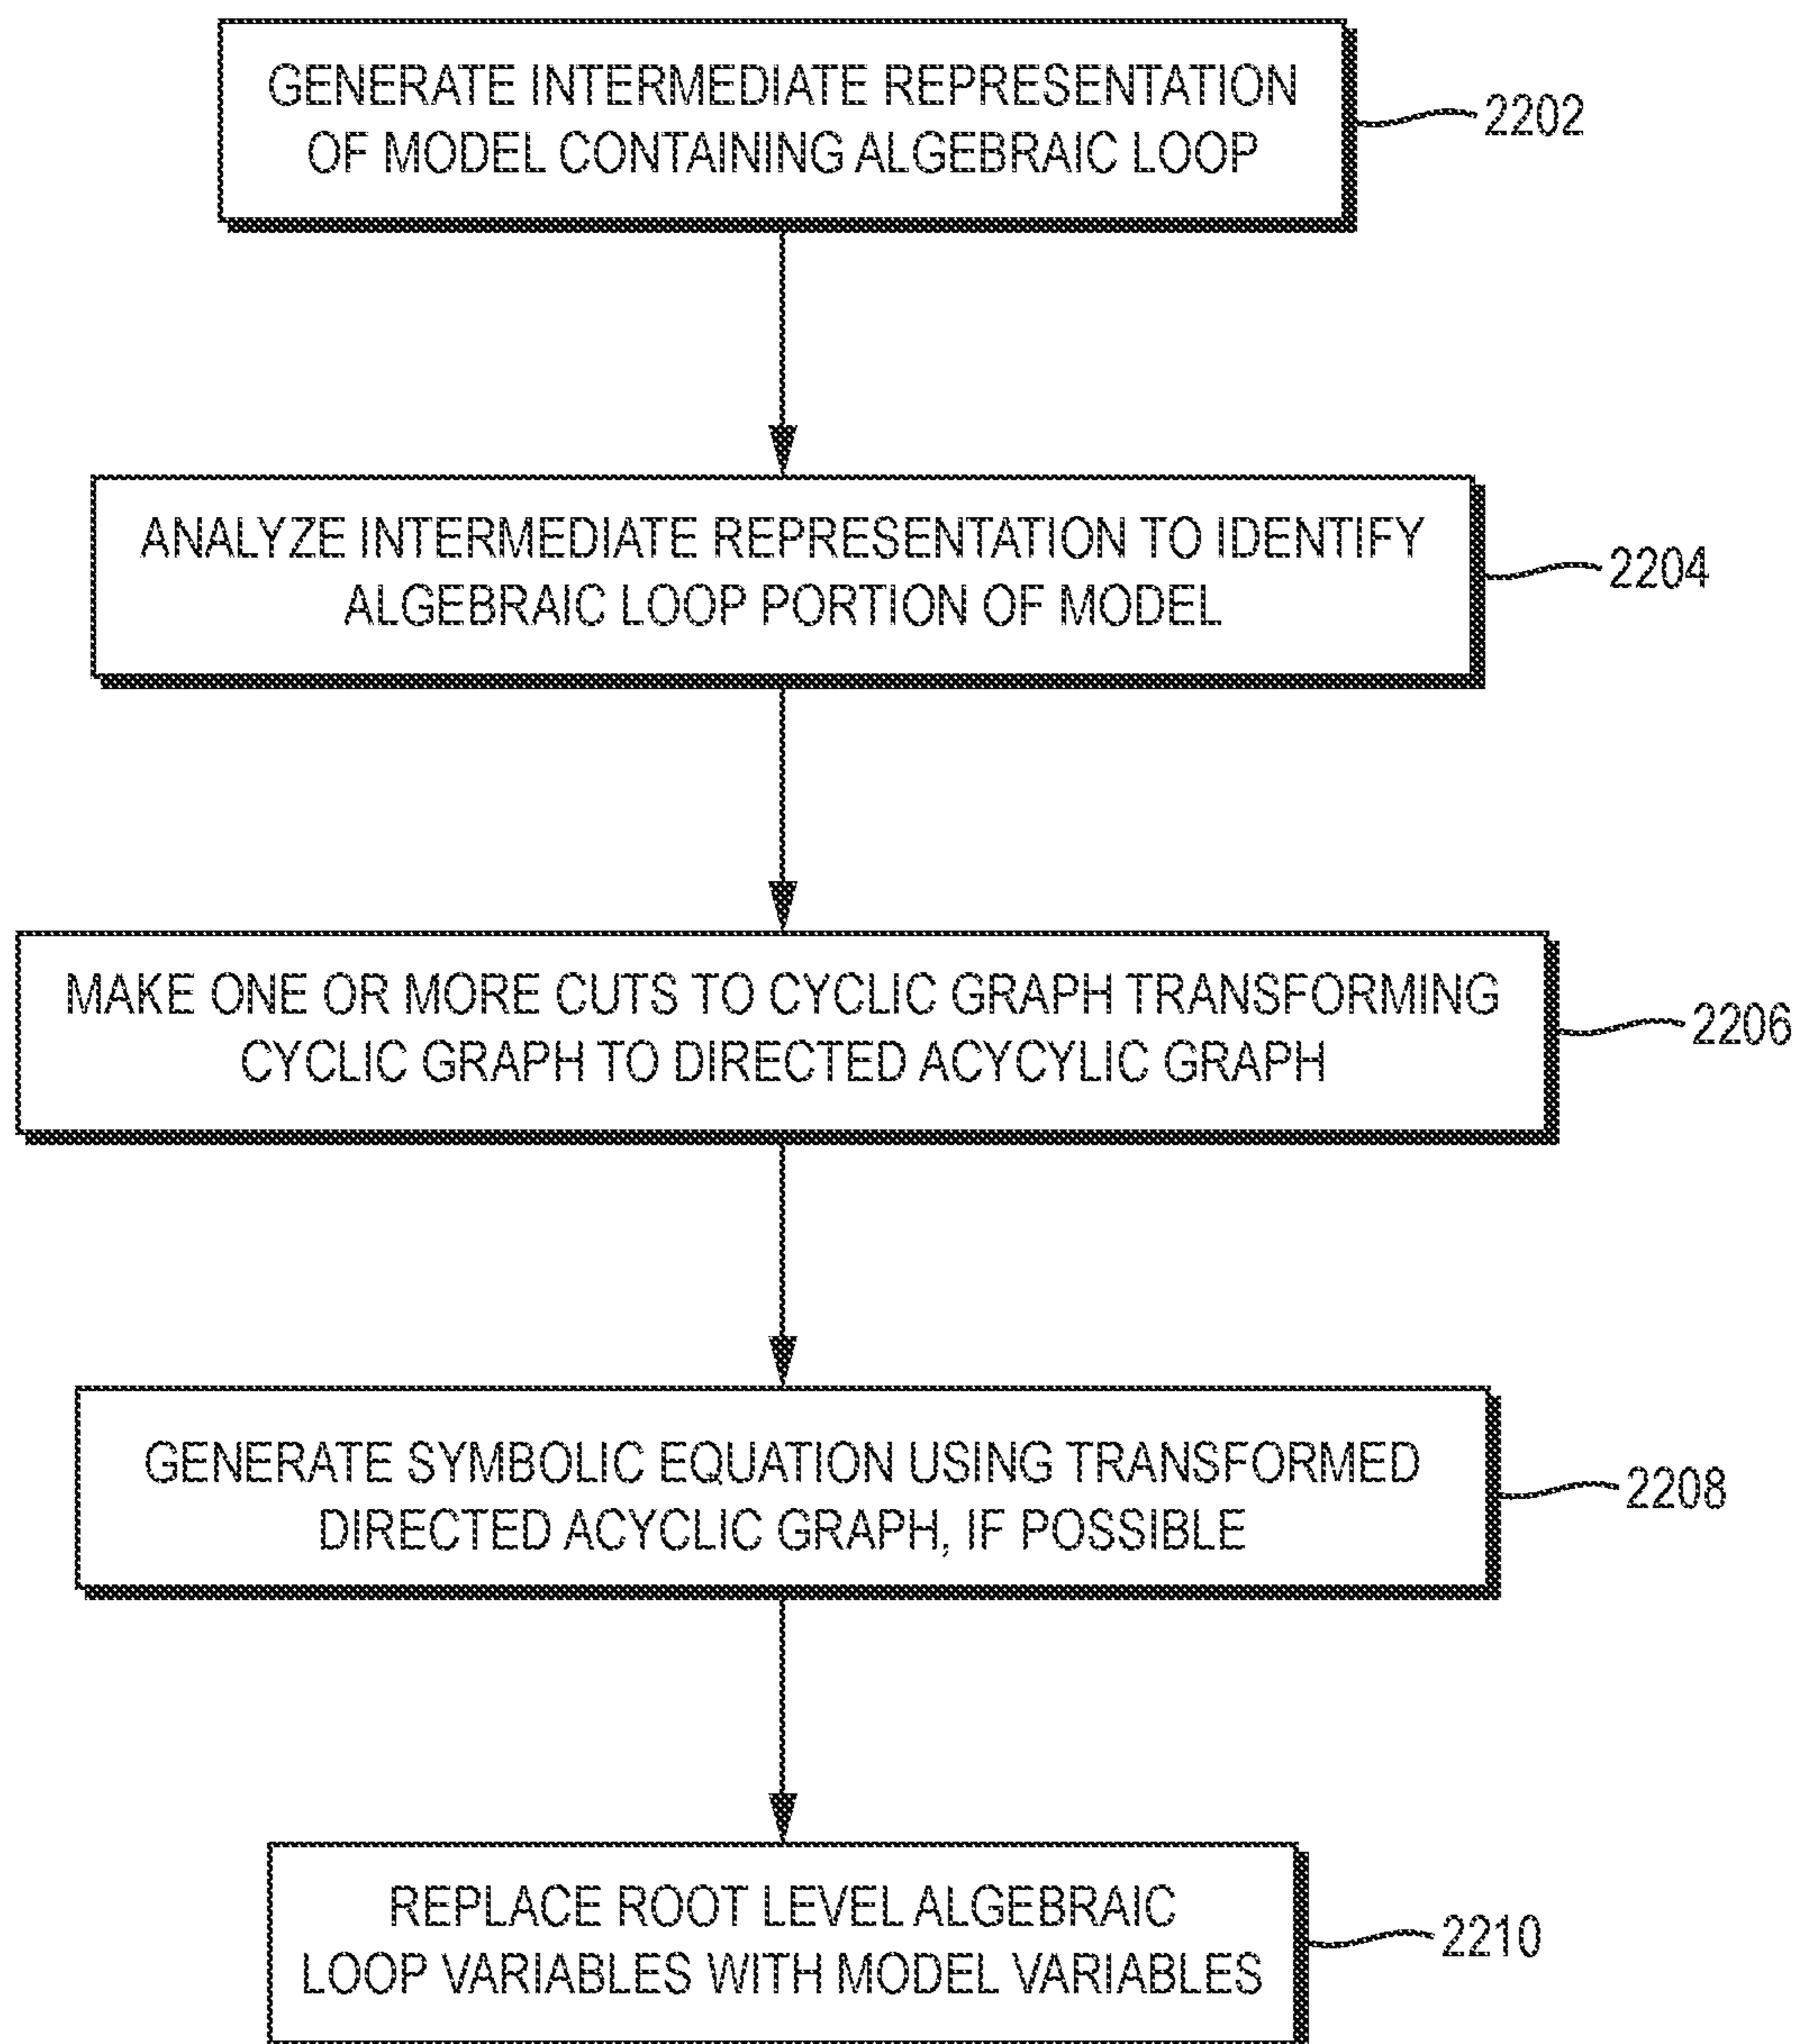 GENERATE INTERMEDIATE REPRESENTATION
OF MODEL CONTAINING ALGEBRAIC LOOP
2202
ANALYZE INTERMEDIATE REPRESENTATION TO IDENTIFY
ALGEBRAIC LOOP PORTION OF MODEL
2204
MAKE ONE OR MORE CUTS TO CYCLIC GRAPH TRANSFORMING
CYCLIC GRAPH TO DIRECTED ACYCYLIC GRAPH
2206
GENERATE SYMBOLIC EQUATION USING TRANSFORMED
DIRECTED ACYCLIC GRAPH, IF POSSIBLE
2208
REPLACE ROOT LEVEL ALGEBRAIC
LOOP VARIABLES WITH MODEL VARIABLES
2210